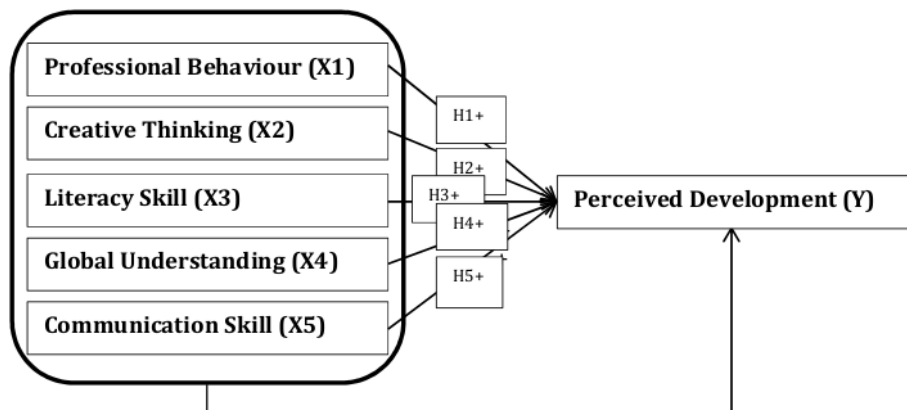 Professional Behaviour (X1)
Creative Thinking (X2)
Literacy Skill (X3)
Global Understanding (X4)
Communication Skill (X5)
H1+
H2+
H3+
H4+
H5+
Perceived Development (Y)